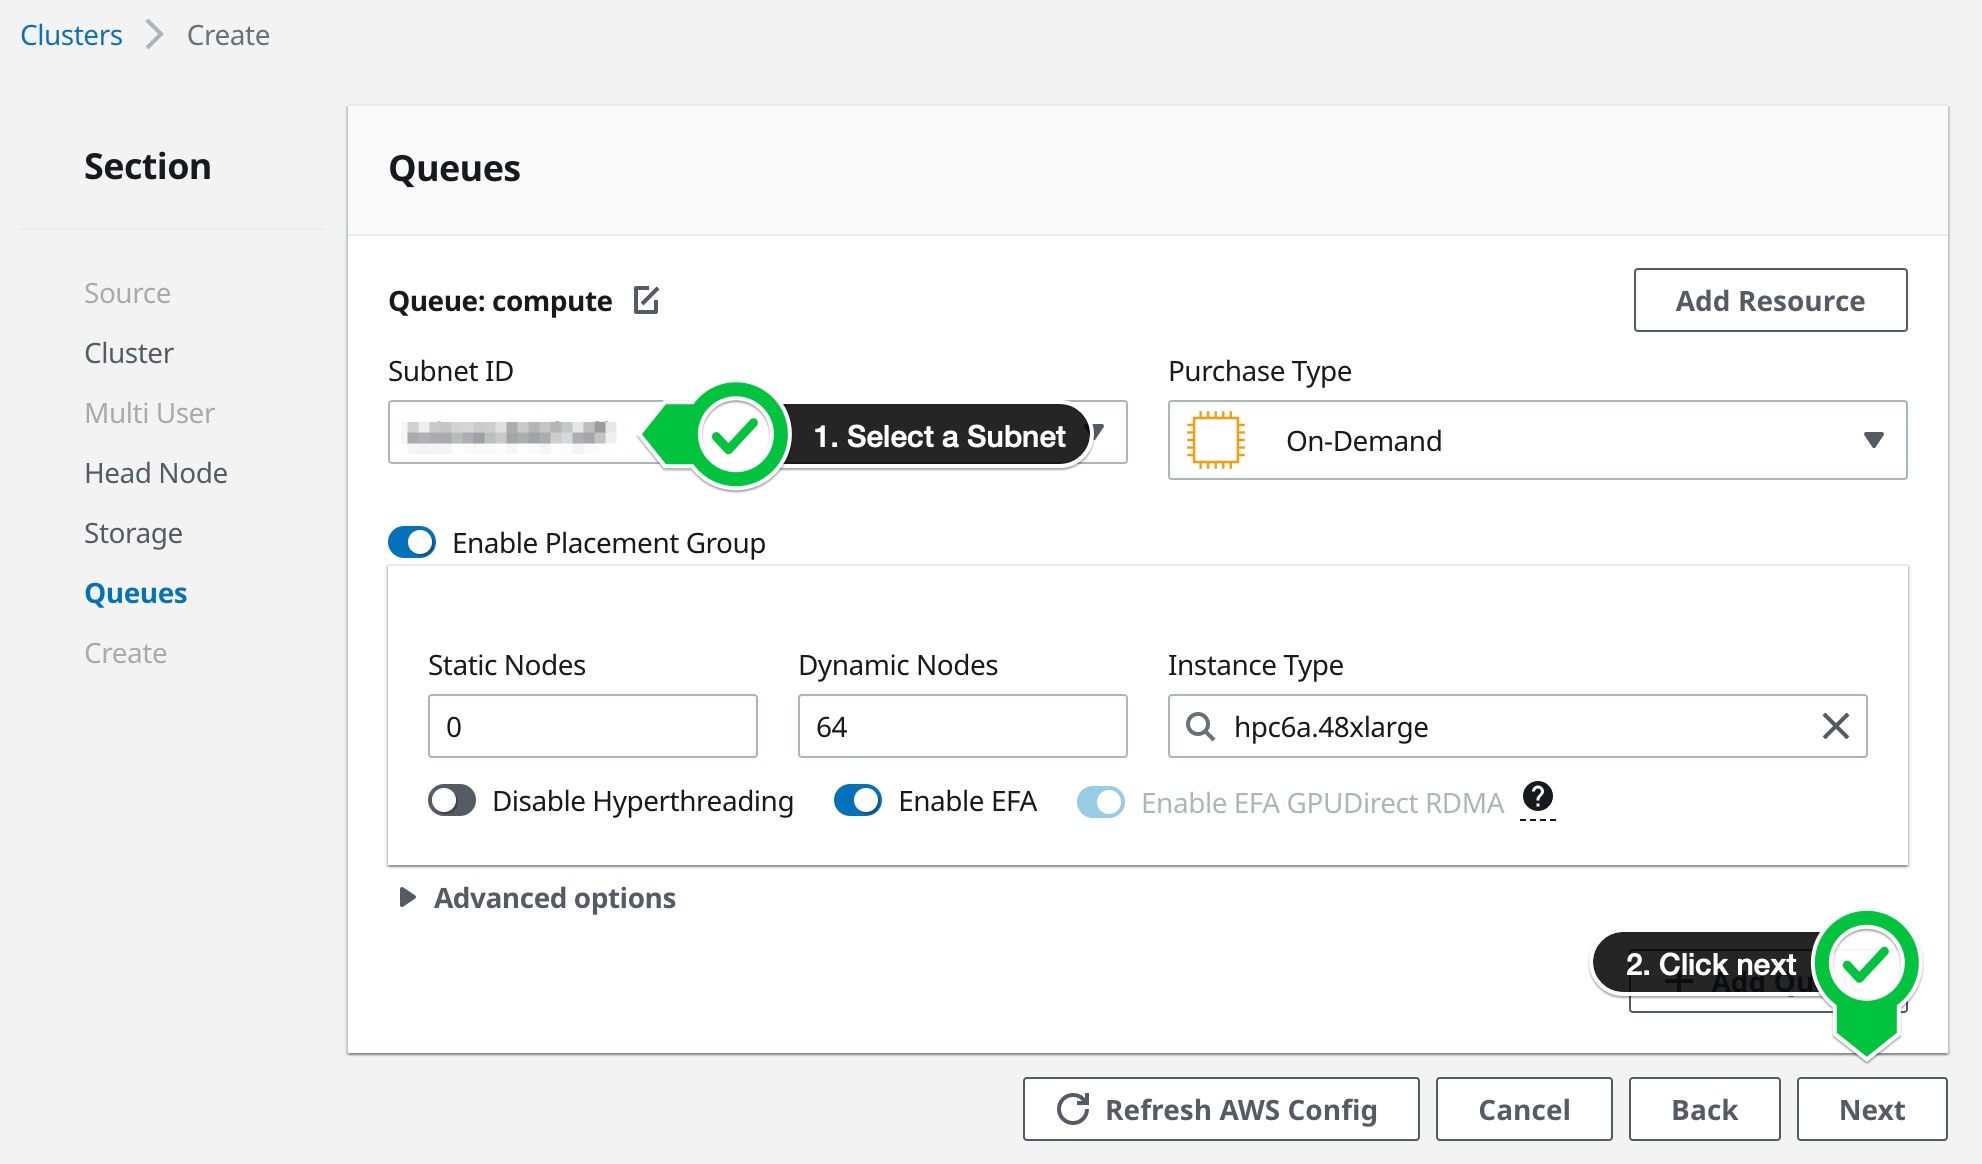 Clusters
Create
Section
Source
Cluster
Multi User
Head Node
Storage
Queues
Create
Queues
Queue: compute
Add Resource
Subnet ID
1. Select a Subnet
Purchase Type
On-Demand
Enable Placement Group
Static Nodes
0
Dynamic Nodes
64
Instance Type
hpc6a.48xlarge
Disable Hyperthreading
Enable EFA
Enable EFA GPUDirect RDMA
?
Advanced options
2. Click next
Add
Refresh AWS Config
Cancel
Back
Next